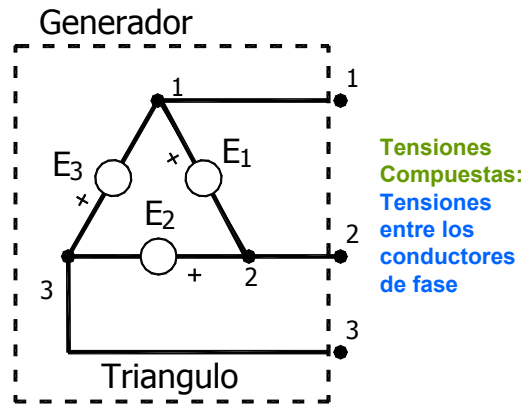 Generador
1
1
E3
+
E1
+
Tensiones
Compuestas:
Tensiones
entre los
conductores
de fase
E2
+
2
2
3
3
Triangulo